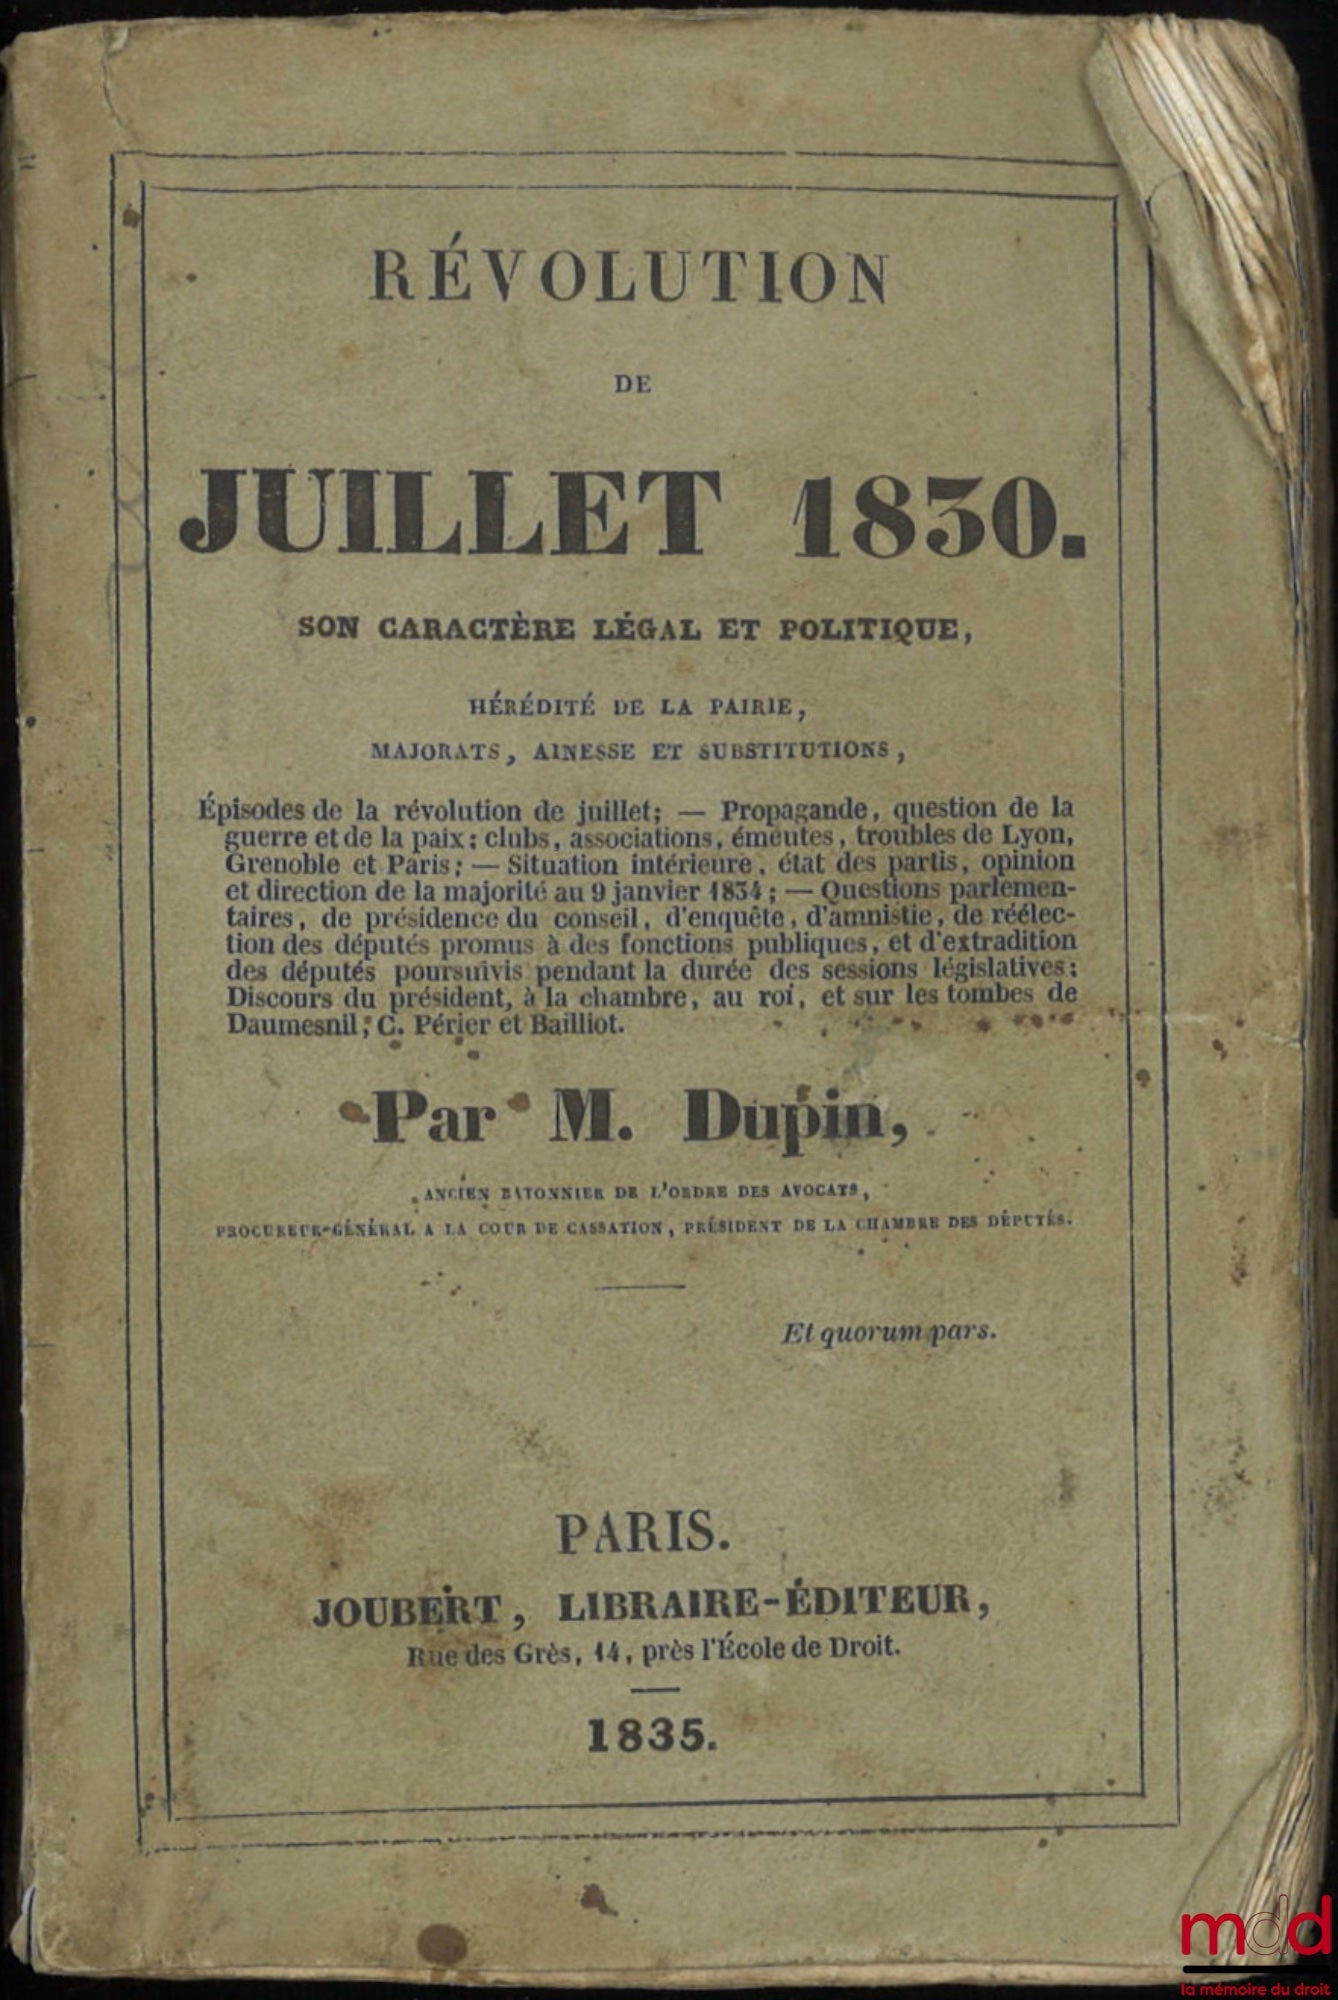 RÉVOLUTION
DE
JUILLET 1830.
SON CARACTÈRE LÉGAL ET POLITIQUE,
HÉRÉDITÉ DE LA PAIRIE,
MAJORATS, AINESSE ET SUBSTITUTIONS,
Épisodes de la révolution de juillet; — Propagande, question de la
guerre et de la paix; clubs, associations, émeutes, troubles de Lyon,
Grenoble et Paris; — Situation intérieure, état des partis, opinion
et direction de la majorité au 9 janvier 1834; — Questions parlemen-
taires, de présidence du conseil, d'enquête, d'amnistie, de réélec-
tion des députés promus à des fonctions publiques, et d'extradition
des députés poursuivis pendant la durée des sessions législatives;
Discours du président, à la chambre, au roi, et sur les tombes de
Daumesnil, C. Périer et Bailliot.
Par M. Dupin,
ANCIEN BATONNIER DE L'ORDRE DES AVOCATS,
PROCUREUR-GÉNÉRAL A LA COUR DE CASSATION, PRÉSIDENT DE LA CHAMBRE DES DÉPUTÉS.
Et quorum pars.
PARIS.
JOUBERT, LIBRAIRE-ÉDITEUR,
Rue des Grès, 14, près l'École de Droit.
1835.
mdd
la mémoire du droit